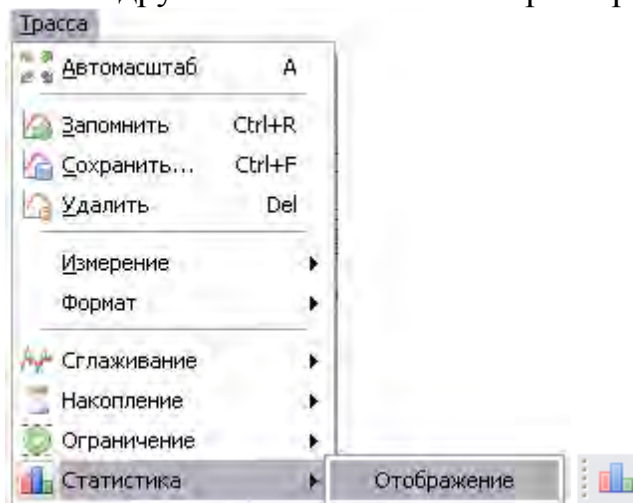 Трасса
Автомасштаб A
Запомнить Ctrl+R
Сохранить... Ctrl+F
Удалить Del
Измерение
Формат
Сглаживание
Накопление
Ограничение
Статистика Отображение